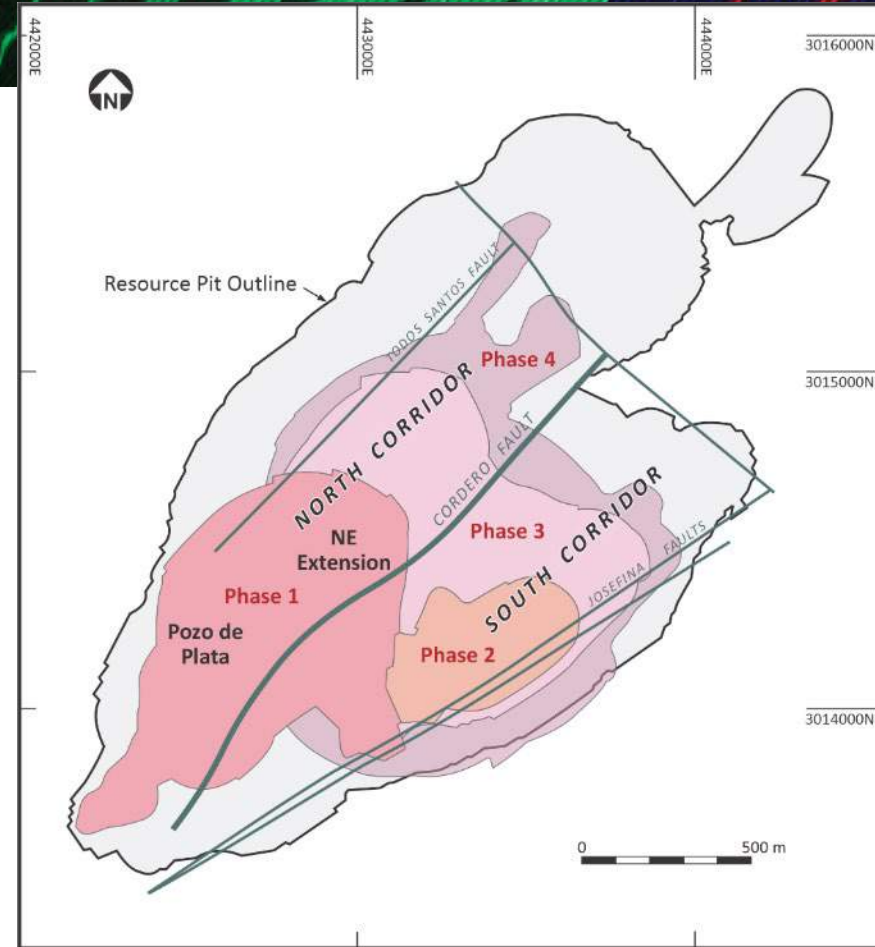 442000E
443000E
444000E
3016000N
N
Resource Pit Outline
TODOS SANTOS FAULT
Phase 4
3015000N
NORTH CORRIDOR
CORDERO FAULT
NE
Extension
Phase 3
SOUTH CORRIDOR
JOSEFINA FAULTS
Phase 1
Pozo de
Plata
Phase 2
3014000N
0 500 m